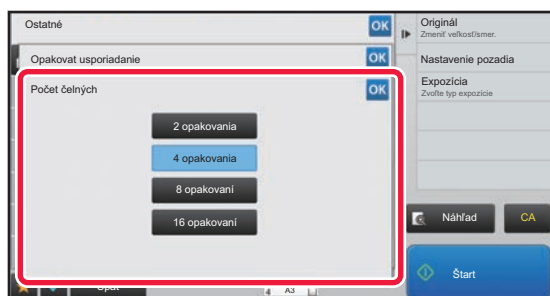 Ostatné
OK
Opakovat usporiadanie
OK
Počet čelných
OK
2 opakovania
4 opakovania
8 opakovaní
16 opakovaní
Originál
Zmeniť veľkosť/smer.
Nastavenie pozadia
Expozícia
Zvoľte typ expozície
Náhľad
CA
Štart
4
A3